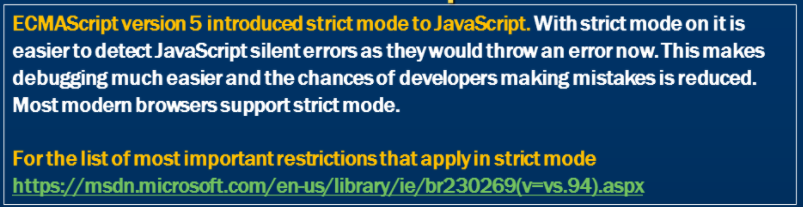 ECMAScript version 5 introduced strict mode to JavaScript. With strict mode on it is
easier to detect JavaScript silent errors as they would throw an error now. This makes
debugging much easier and the chances of developers making mistakes is reduced.
Most modern browsers support strict mode.
For the list of most important restrictions that apply in strict mode
https://msdn.microsoft.com/en-us/library/ie/br230269(v=vs.94).aspx